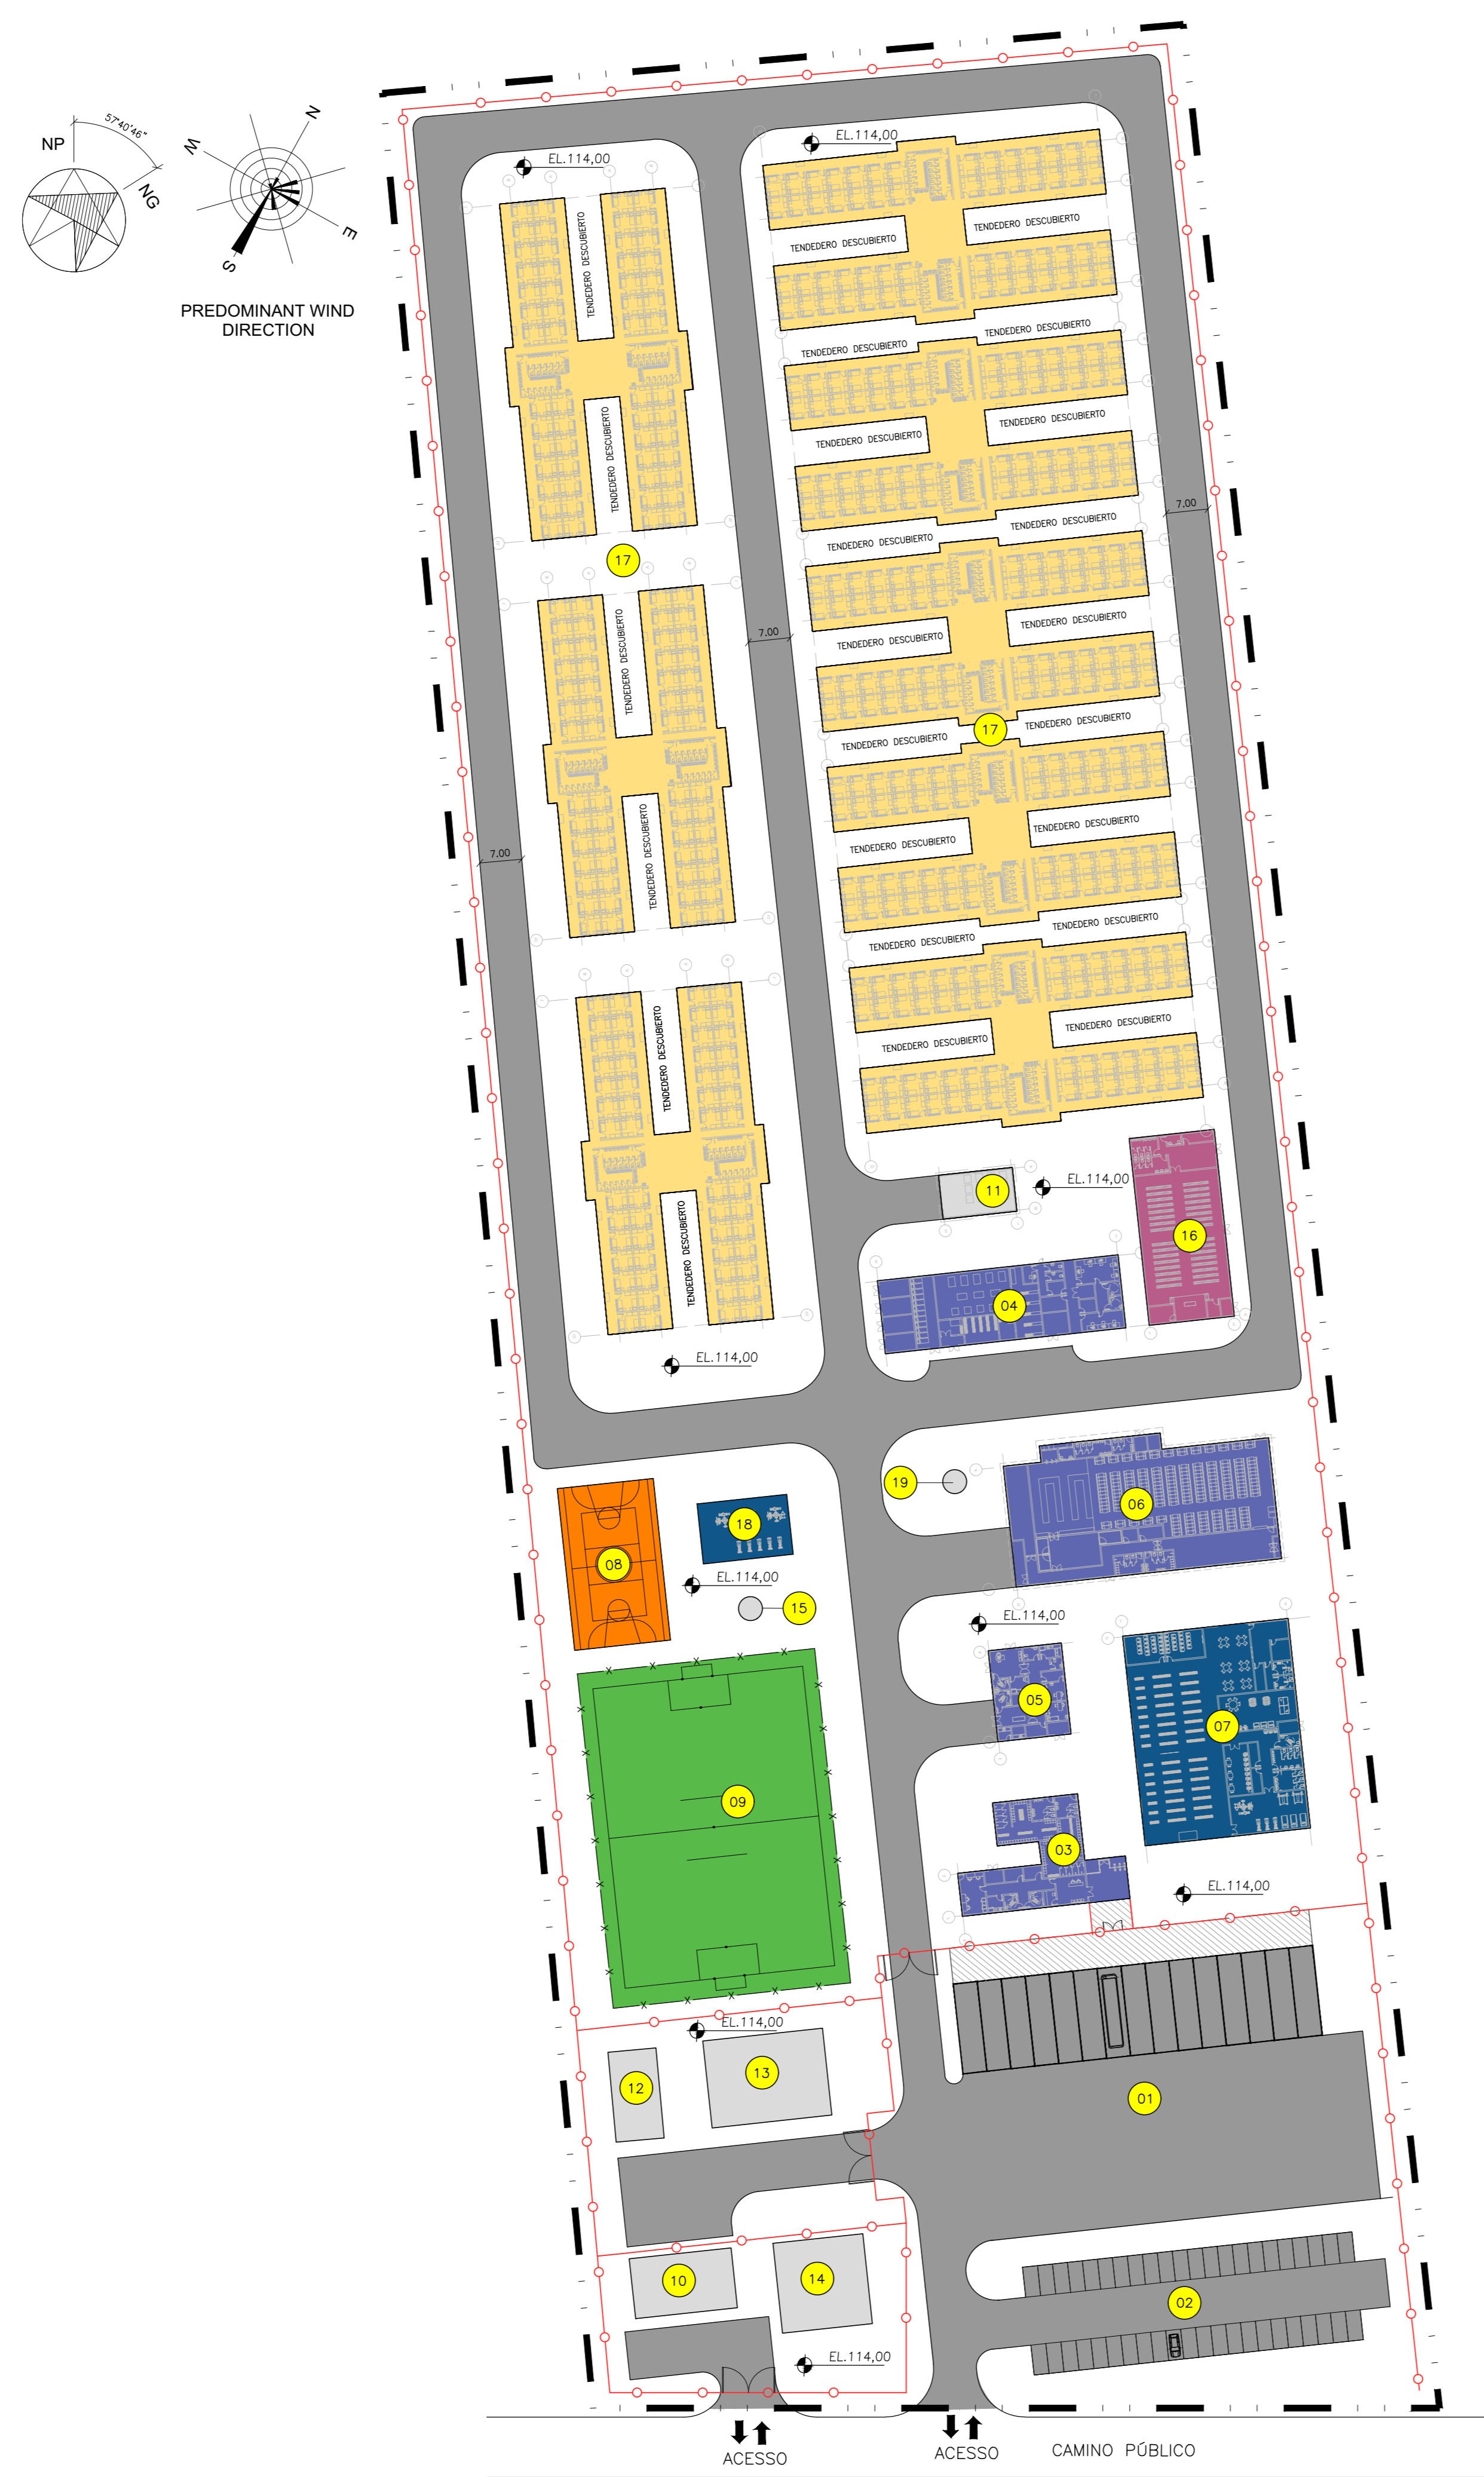 NP
57°40'46"
NG
N
W
E
S
PREDOMINANT WIND
DIRECTION
EL.114,00
EL.114,00
TENDEDERO DESCUBIERTO
TENDEDERO DESCUBIERTO
TENDEDERO DESCUBIERTO
TENDEDERO DESCUBIERTO
TENDEDERO DESCUBIERTO
TENDEDERO DESCUBIERTO
TENDEDERO DESCUBIERTO
TENDEDERO DESCUBIERTO
7.00
TENDEDERO DESCUBIERTO
TENDEDERO DESCUBIERTO
17
TENDEDERO DESCUBIERTO
TENDEDERO DESCUBIERTO
TENDEDERO DESCUBIERTO
7.00
17
TENDEDERO DESCUBIERTO
TENDEDERO DESCUBIERTO
TENDEDERO DESCUBIERTO
TENDEDERO DESCUBIERTO
TENDEDERO DESCUBIERTO
7.00
TENDEDERO DESCUBIERTO
TENDEDERO DESCUBIERTO
TENDEDERO DESCUBIERTO
TENDEDERO DESCUBIERTO
TENDEDERO DESCUBIERTO
TENDEDERO DESCUBIERTO
11
EL.114,00
16
04
EL.114,00
19
06
08
18
EL.114,00
15
EL.114,00
05
07
09
03
EL.114,00
EL.114,00
12
13
01
10
14
02
EL.114,00
ACESSO
ACESSO
CAMINO PÚBLICO